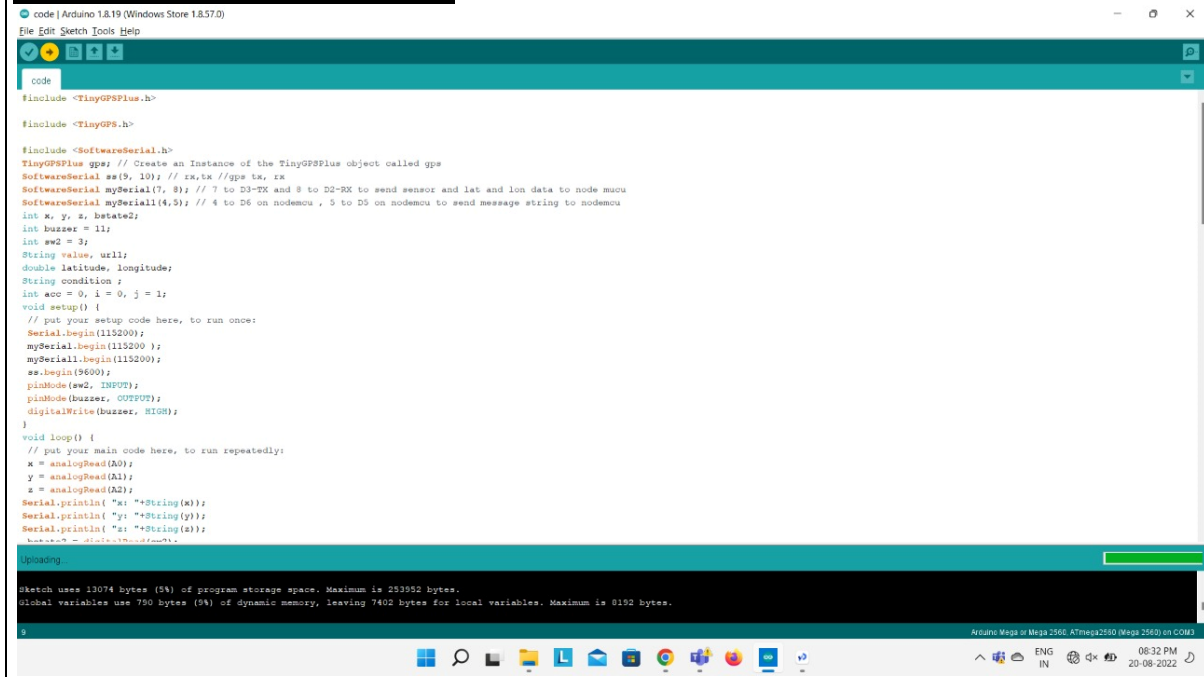 code | Arduino 1.8.19 (Windows Store 1.8.57.0)
File Edit Sketch Tools Help
code
#include <TinyGPSPlus.h>
#include <TinyGPS.h>
#include <SoftwareSerial.h>
TinyGPSPlus gps; // Create an Instance of the TinyGPSPlus object called gps
SoftwareSerial ss(9, 10); // rx,tx //gps tx, rx
SoftwareSerial mySerial(7, 8); // 7 to D3-TX and 8 to D2-RX to send sensor and lat and lon data to node mucu
SoftwareSerial mySerial1(4,5); // 4 to D6 on nodemcu , 5 to D5 on nodemcu to send message string to nodemcu
int x, y, z, bstate2;
int buzzer = 11;
int sw2 = 3;
String value, url1;
double latitude, longitude;
String condition ;
int acc = 0, i = 0, j = 1;
void setup() {
// put your setup code here, to run once:
Serial.begin(115200);
mySerial.begin(115200 );
mySerial1.begin(115200);
ss.begin(9600);
pinMode(sw2, INPUT);
pinMode(buzzer, OUTPUT);
digitalWrite(buzzer, HIGH);
}
void loop() {
// put your main code here, to run repeatedly:
x = analogRead(A0);
y = analogRead(A1);
z = analogRead(A2);
Serial.println( "x: "+String(x));
Serial.println( "y: "+String(y));
Serial.println( "z: "+String(z));
bstate2 = digitalRead(sw2);
Uploading...
Sketch uses 13074 bytes (5%) of program storage space. Maximum is 253952 bytes.
Global variables use 790 bytes (9%) of dynamic memory, leaving 7402 bytes for local variables. Maximum is 8192 bytes.
9
Arduino Mega or Mega 2560, ATmega2560 (Mega 2560) on COM3
L
ENG
IN
08:32 PM
20-08-2022